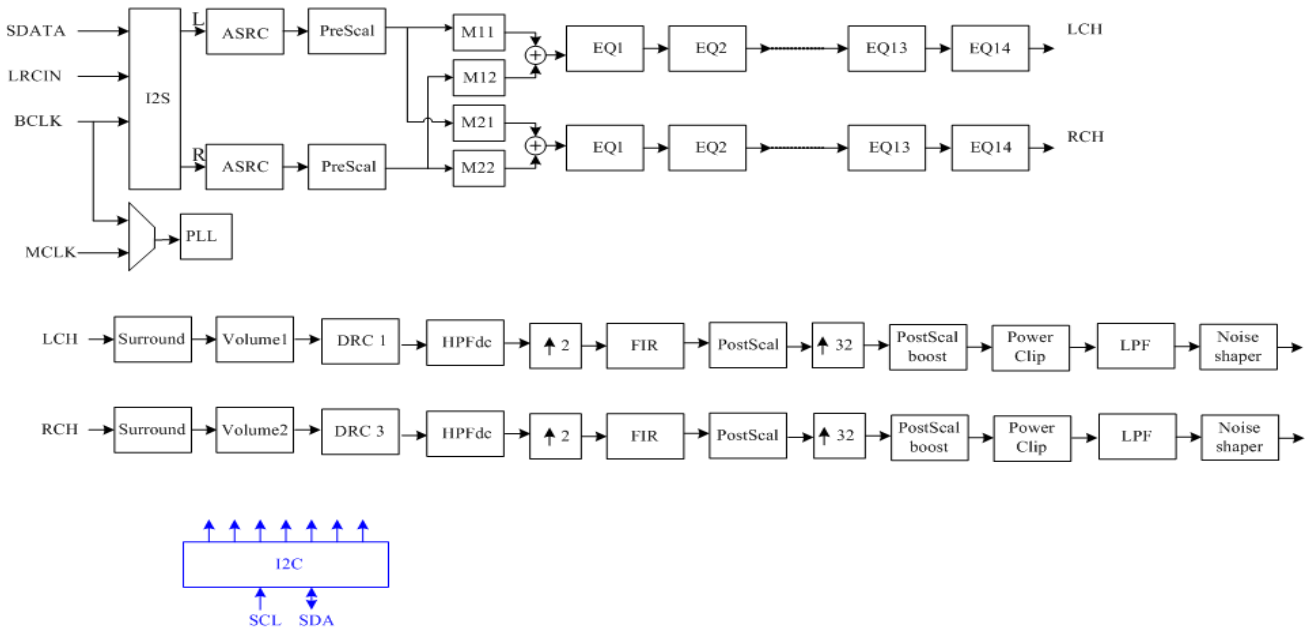 SDATA
LRCIN
BCLK
MCLK
I2S
L
R
ASRC
PreScal
ASRC
PreScal
PLL
M11
M12
M21
M22
+
+
EQ1
EQ2
EQ13
EQ14
LCH
EQ1
EQ2
EQ13
EQ14
RCH
LCH
Surround
Volume1
DRC 1
HPFdc
2
FIR
PostScal
32
PostScal
boost
Power
Clip
LPF
Noise
shaper
RCH
Surround
Volume2
DRC 3
HPFdc
2
FIR
PostScal
32
PostScal
boost
Power
Clip
LPF
Noise
shaper
I2C
SCL
SDA